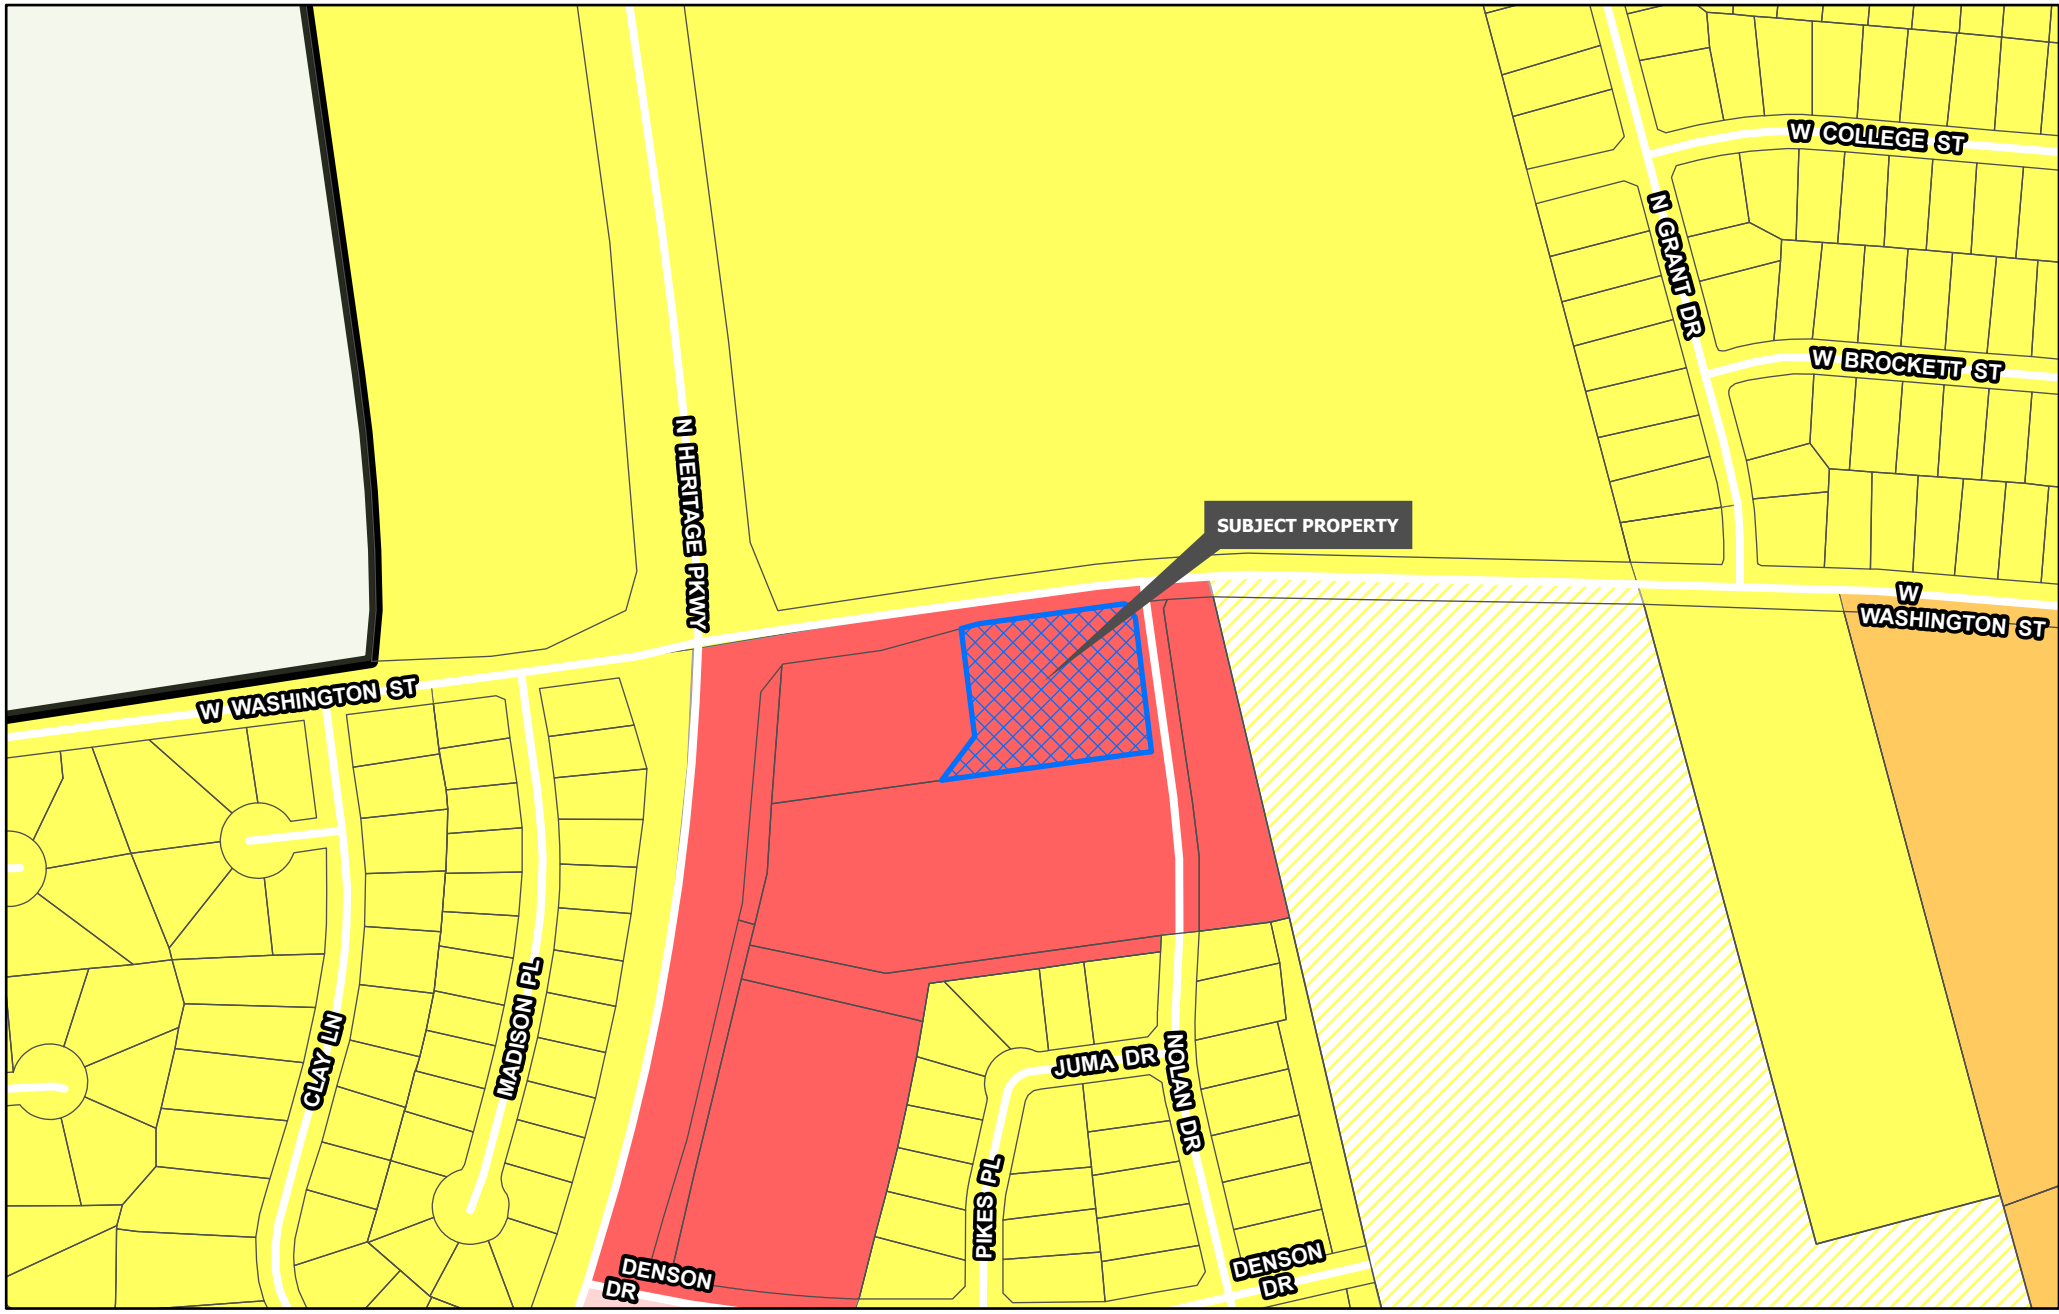 W COLLEGE ST
N GRANT DR
W BROCKETT ST
N HERITAGE PKWY
SUBJECT PROPERTY
W
WASHINGTON ST
W WASHINGTON ST
MADISON PL
CLAY LN
JUMA DR
NOLAN DR
PIKES PL
DENSON
DR
DENSON
DR